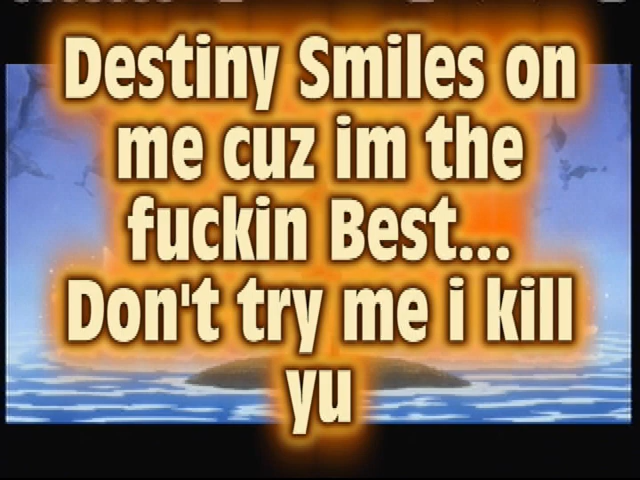 Destiny Smiles on
me cuz im the
fuckin Best...
Don't try me i kill
yu